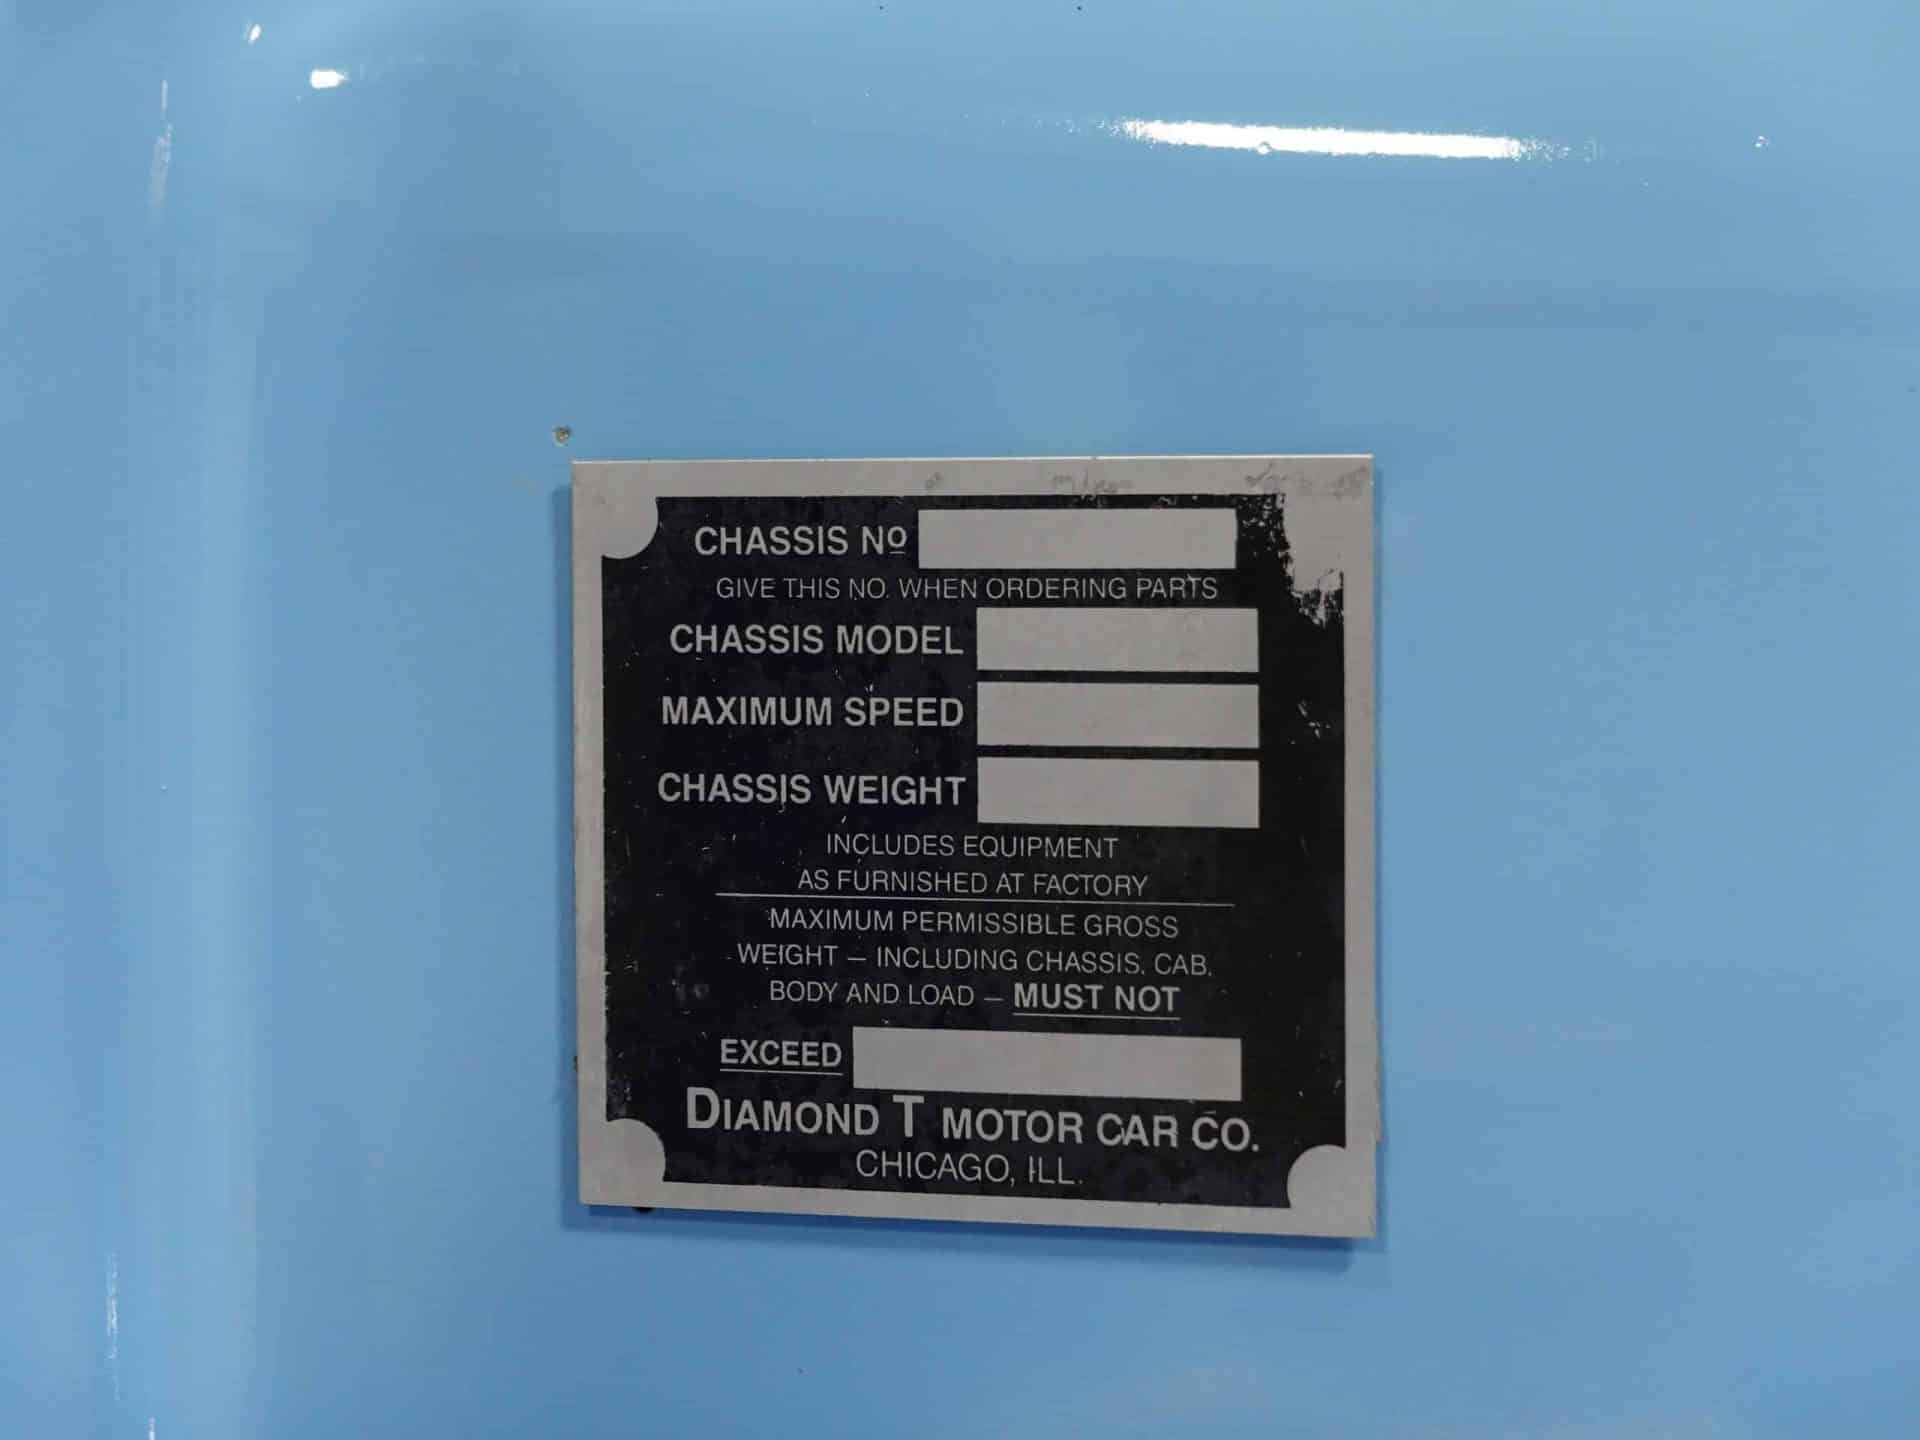 CHASSIS Nº
GIVE THIS NO. WHEN ORDERING PARTS
CHASSIS MODEL
MAXIMUM SPEED
CHASSIS WEIGHT
INCLUDES EQUIPMENT
AS FURNISHED AT FACTORY
MAXIMUM PERMISSIBLE GROSS
WEIGHT – INCLUDING CHASSIS, CAB,
BODY AND LOAD – MUST NOT
EXCEED
DIAMOND T MOTOR CAR CO.
CHICAGO, ILL.